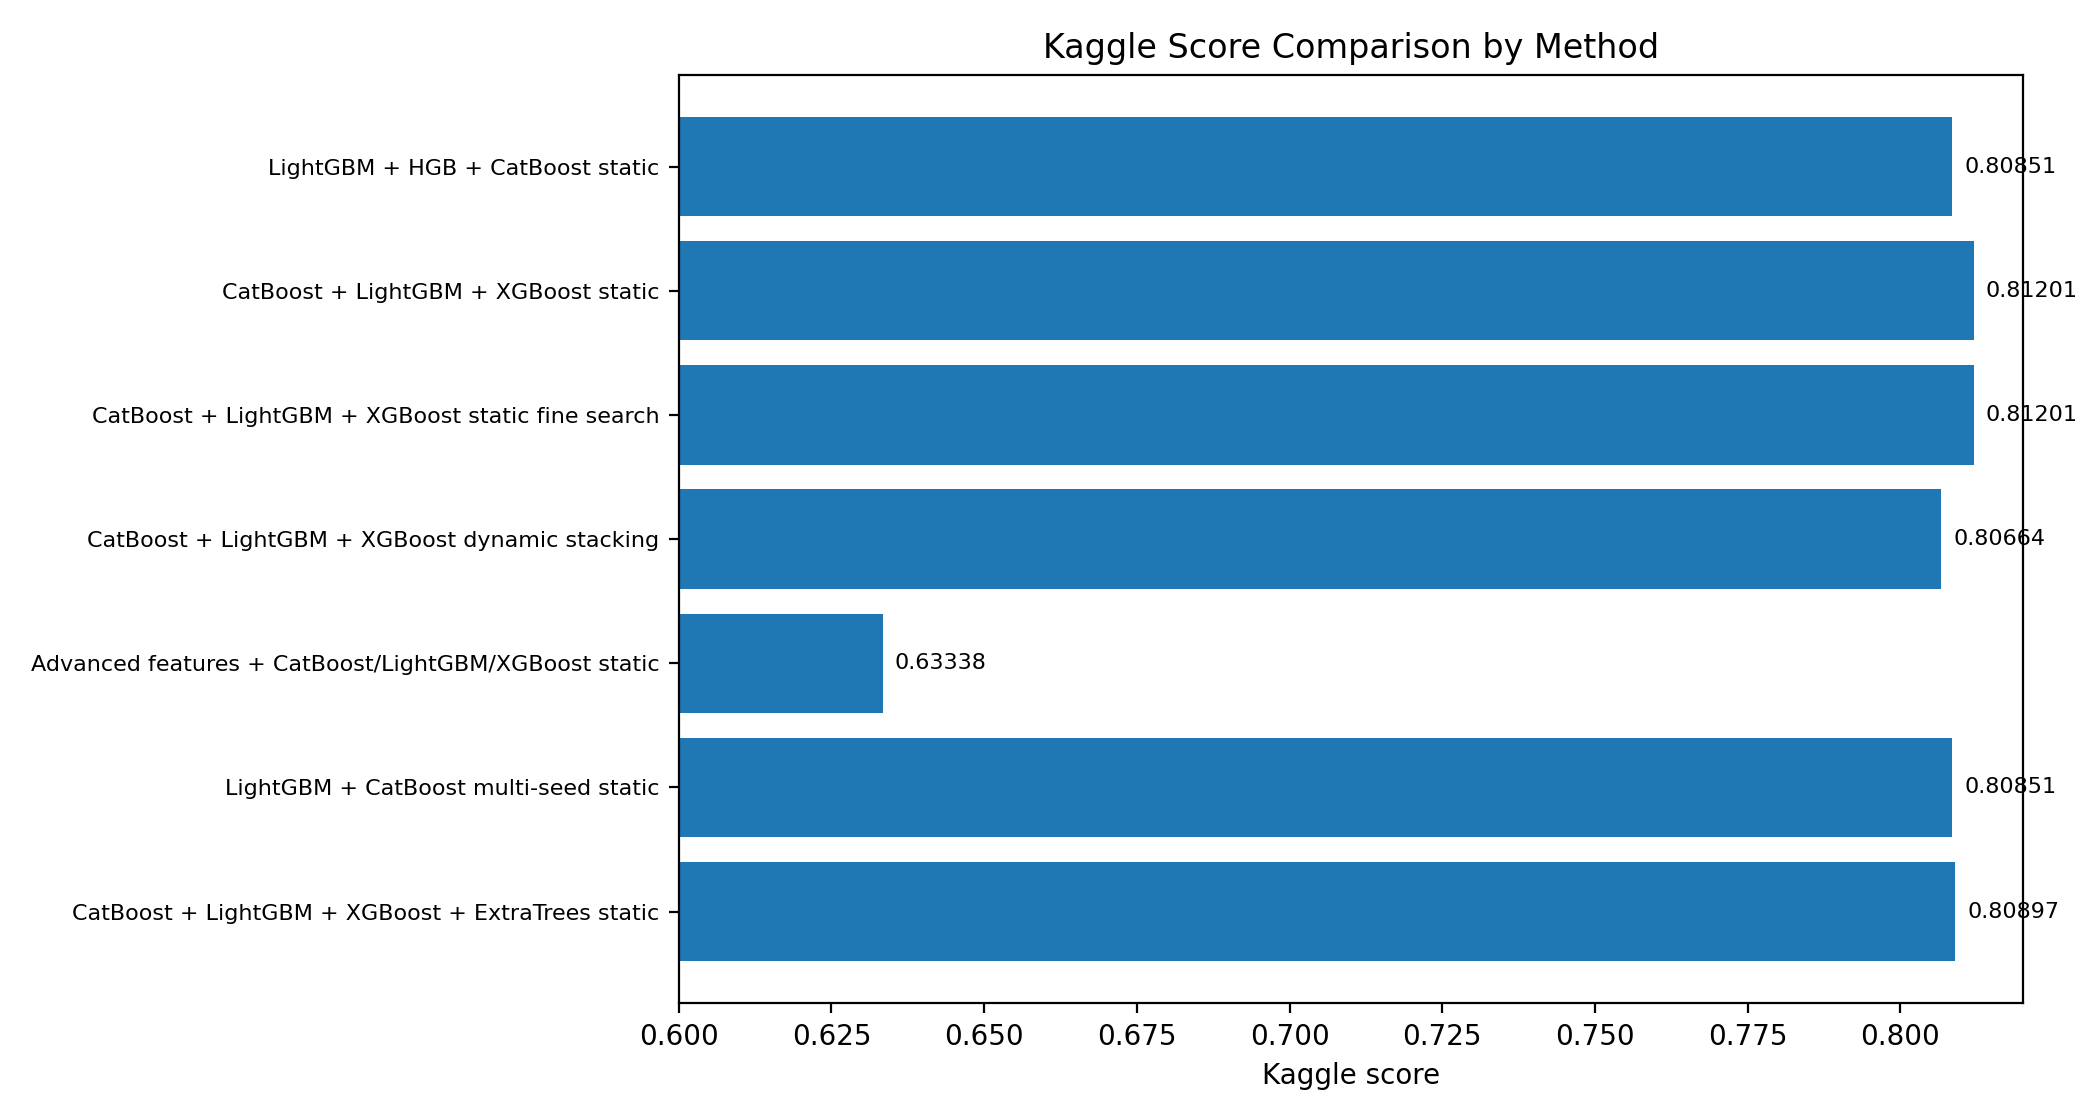 Kaggle Score Comparison by Method
LightGBM + HGB + CatBoost static
0.80851
CatBoost + LightGBM + XGBoost static
0.81201
CatBoost + LightGBM + XGBoost static fine search
0.81201
CatBoost + LightGBM + XGBoost dynamic stacking
0.80664
Advanced features + CatBoost/LightGBM/XGBoost static
0.63338
LightGBM + CatBoost multi-seed static
0.80851
CatBoost + LightGBM + XGBoost + ExtraTrees static
0.80897
0.600 0.625 0.650 0.675 0.700 0.725 0.750 0.775 0.800
Kaggle score